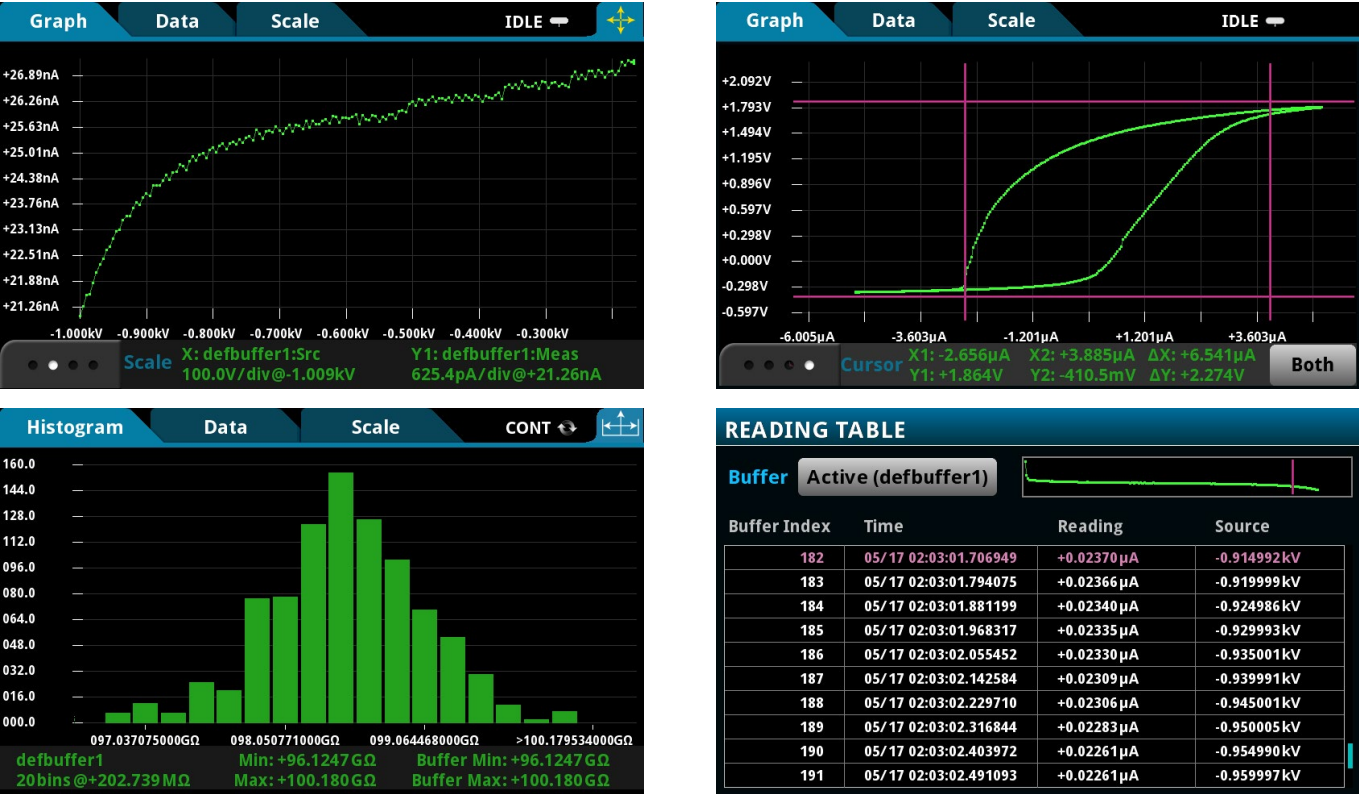 Graph Data Scale IDLE
+26.89nA
+26.26nA
+25.63nA
+25.01nA
+24.38nA
+23.76nA
+23.13nA
+22.51nA
+21.88nA
+21.26nA
-1.000kV -0.900kV -0.800kV -0.700kV -0.600kV -0.500kV -0.400kV -0.300kV
Scale X: defbuffer1:Src Y1: defbuffer1:Meas
100.0V/div@-1.009kV 625.4pA/div@+21.26nA
Graph Data Scale IDLE
+2.092V
+1.793V
+1.494V
+1.195V
+0.896V
+0.597V
+0.298V
+0.000V
-0.298V
-0.597V
-6.005µA -3.603µA -1.201µA +1.201µA +3.603µA
Cursor X1: -2.656µA X2: +3.885µA ΔX: +6.541µA
Y1: +1.864V Y2: -410.5mV ΔY: +2.274V
Both
Histogram Data Scale CONT
160.0
144.0
128.0
112.0
096.0
080.0
064.0
048.0
032.0
016.0
000.0
097.037075000GΩ 098.050771000GΩ 099.064468000GΩ >100.179534000GΩ
defbuffer1 Min: +96.1247GΩ Buffer Min: +96.1247GΩ
20bins@+202.739MΩ Max: +100.180GΩ Buffer Max: +100.180GΩ
READING TABLE
Buffer Active (defbuffer1)
Buffer Index Time Reading Source
182 05/17 02:03:01.706949 +0.02370µA -0.914992kV
183 05/17 02:03:01.794075 +0.02366µA -0.919999kV
184 05/17 02:03:01.881199 +0.02340µA -0.924986kV
185 05/17 02:03:01.968317 +0.02335µA -0.929993kV
186 05/17 02:03:02.055452 +0.02330µA -0.935001kV
187 05/17 02:03:02.142584 +0.02309µA -0.939991kV
188 05/17 02:03:02.229710 +0.02306µA -0.945001kV
189 05/17 02:03:02.316844 +0.02283µA -0.950005kV
190 05/17 02:03:02.403972 +0.02261µA -0.954990kV
191 05/17 02:03:02.491093 +0.02261µA -0.959997kV